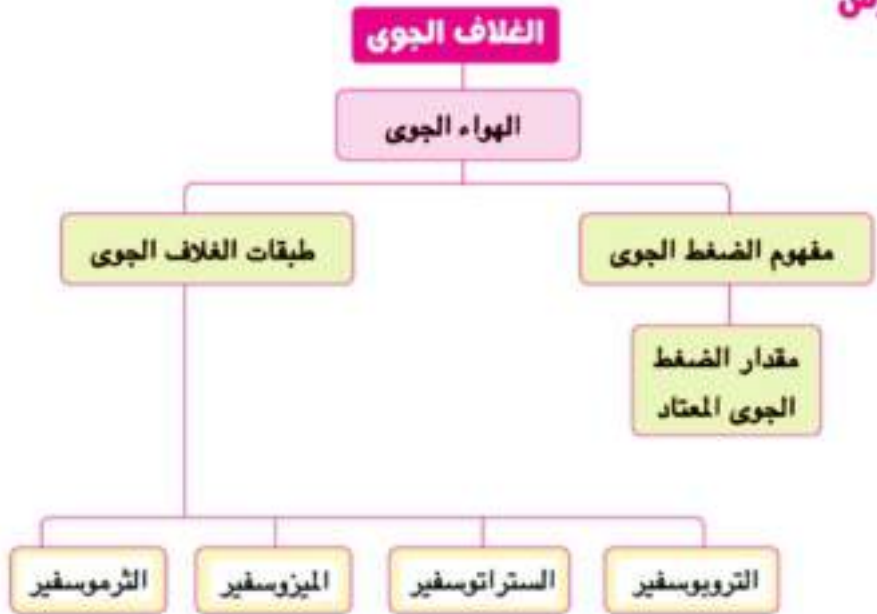 الغلاف الجوى
الهواء الجوى
مفهوم الضغط الجوى
طبقات الغلاف الجوى
مقدار الضغط
الجوى المعتاد
التروبوسفير
الستراتوسفير
الميزوسفير
الثرموسفير